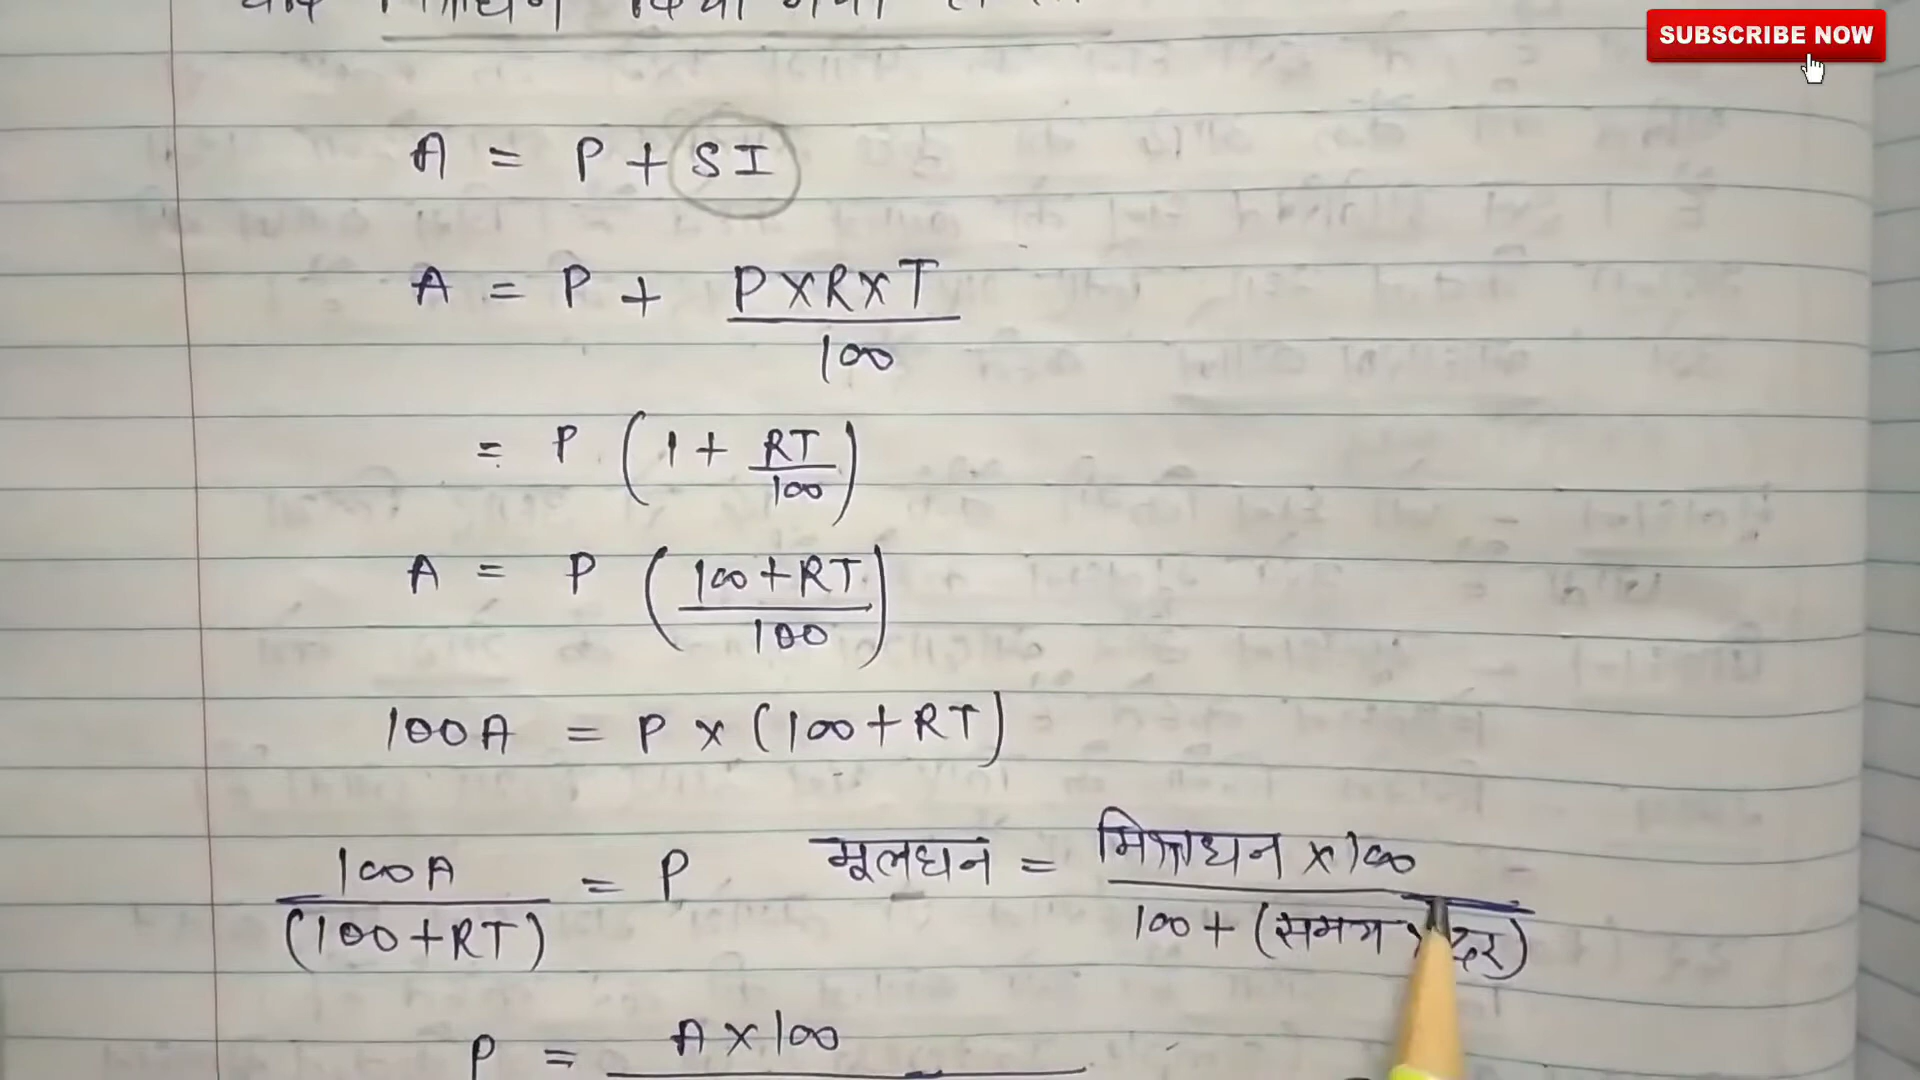 SUBSCRIBE NOW
A = P + SI
A = P + P×R×T
100
= P (1 + RT
100)
A = P (100+RT
100)
100A = P × (100+RT)
100A
(100+RT) = P
मूलधन = मिश्रधन ×100
100+ (समय × दर)
P = A×100